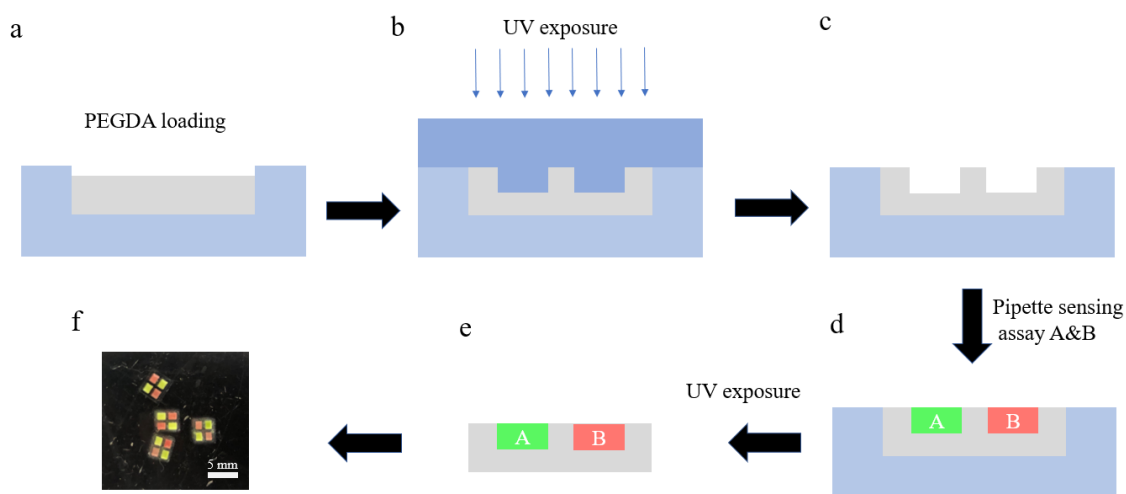 a
b
c
UV exposure
PEGDA loading
Pipette sensing
assay A&B
f
e
d
UV exposure
A
B
A
B
5 mm